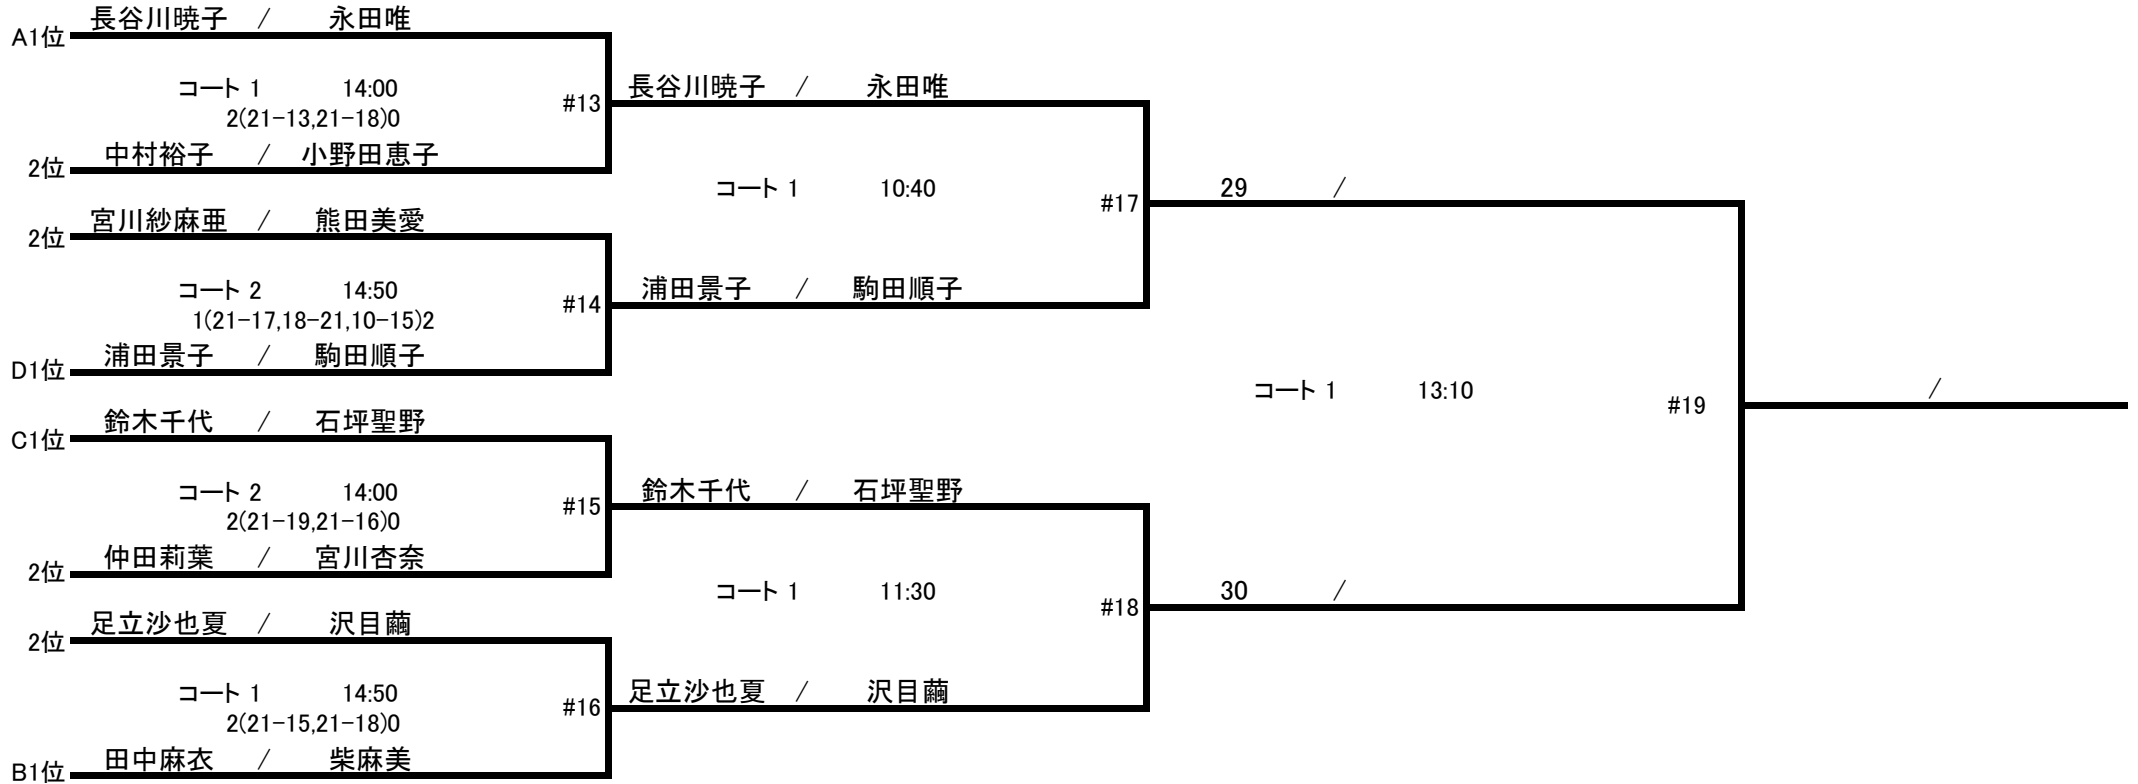 長谷川暁子 / 永田唯
A1位
コート 1 14:00
2(21-13,21-18)0
#13
中村裕子 / 小野田恵子
2位
宮川紗麻亜 / 熊田美愛
2位
コート 2 14:50
1(21-17,18-21,10-15)2
#14
浦田景子 / 駒田順子
D1位
鈴木千代 / 石坪聖野
C1位
コート 2 14:00
2(21-19,21-16)0
#15
仲田莉葉 / 宮川杏奈
2位
足立沙也夏 / 沢目繭
2位
コート 1 14:50
2(21-15,21-18)0
#16
田中麻衣 / 柴麻美
B1位
長谷川暁子 / 永田唯
コート 1 10:40
#17
浦田景子 / 駒田順子
鈴木千代 / 石坪聖野
コート 1 11:30
#18
足立沙也夏 / 沢目繭
29 /
コート 1 13:10
#19
30 /
/